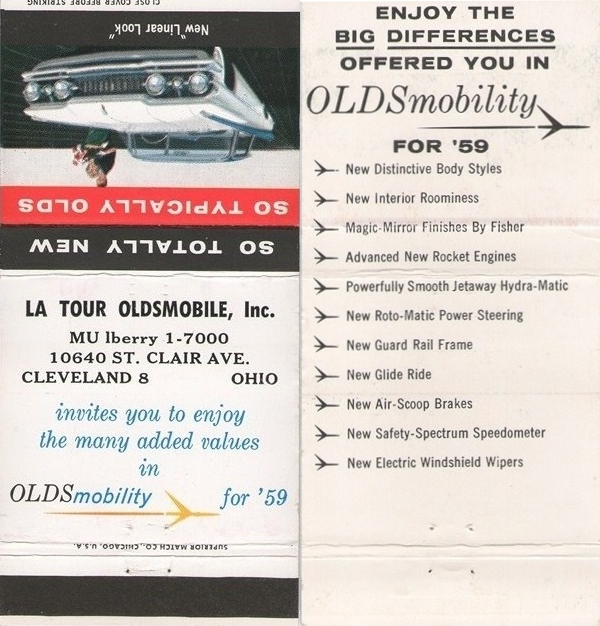 CLOSE COVER BEFORE STRIKING
New "Linear Look"
SO TYPICALLY OLDS
SO TOTALLY NEW
LA TOUR OLDSMOBILE, Inc.
MU lberry 1-7000
10640 ST. CLAIR AVE.
CLEVELAND 8 OHIO
invites you to enjoy
the many added values
in
OLDSmobility for '59
SUPERIOR MATCH CO., CHICAGO, U.S.A.
ENJOY THE
BIG DIFFERENCES
OFFERED YOU IN
OLDSmobility
FOR '59
New Distinctive Body Styles
New Interior Roominess
Magic-Mirror Finishes By Fisher
Advanced New Rocket Engines
Powerfully Smooth Jetaway Hydra-Matic
New Roto-Matic Power Steering
New Guard Rail Frame
New Glide Ride
New Air-Scoop Brakes
New Safety-Spectrum Speedometer
New Electric Windshield Wipers